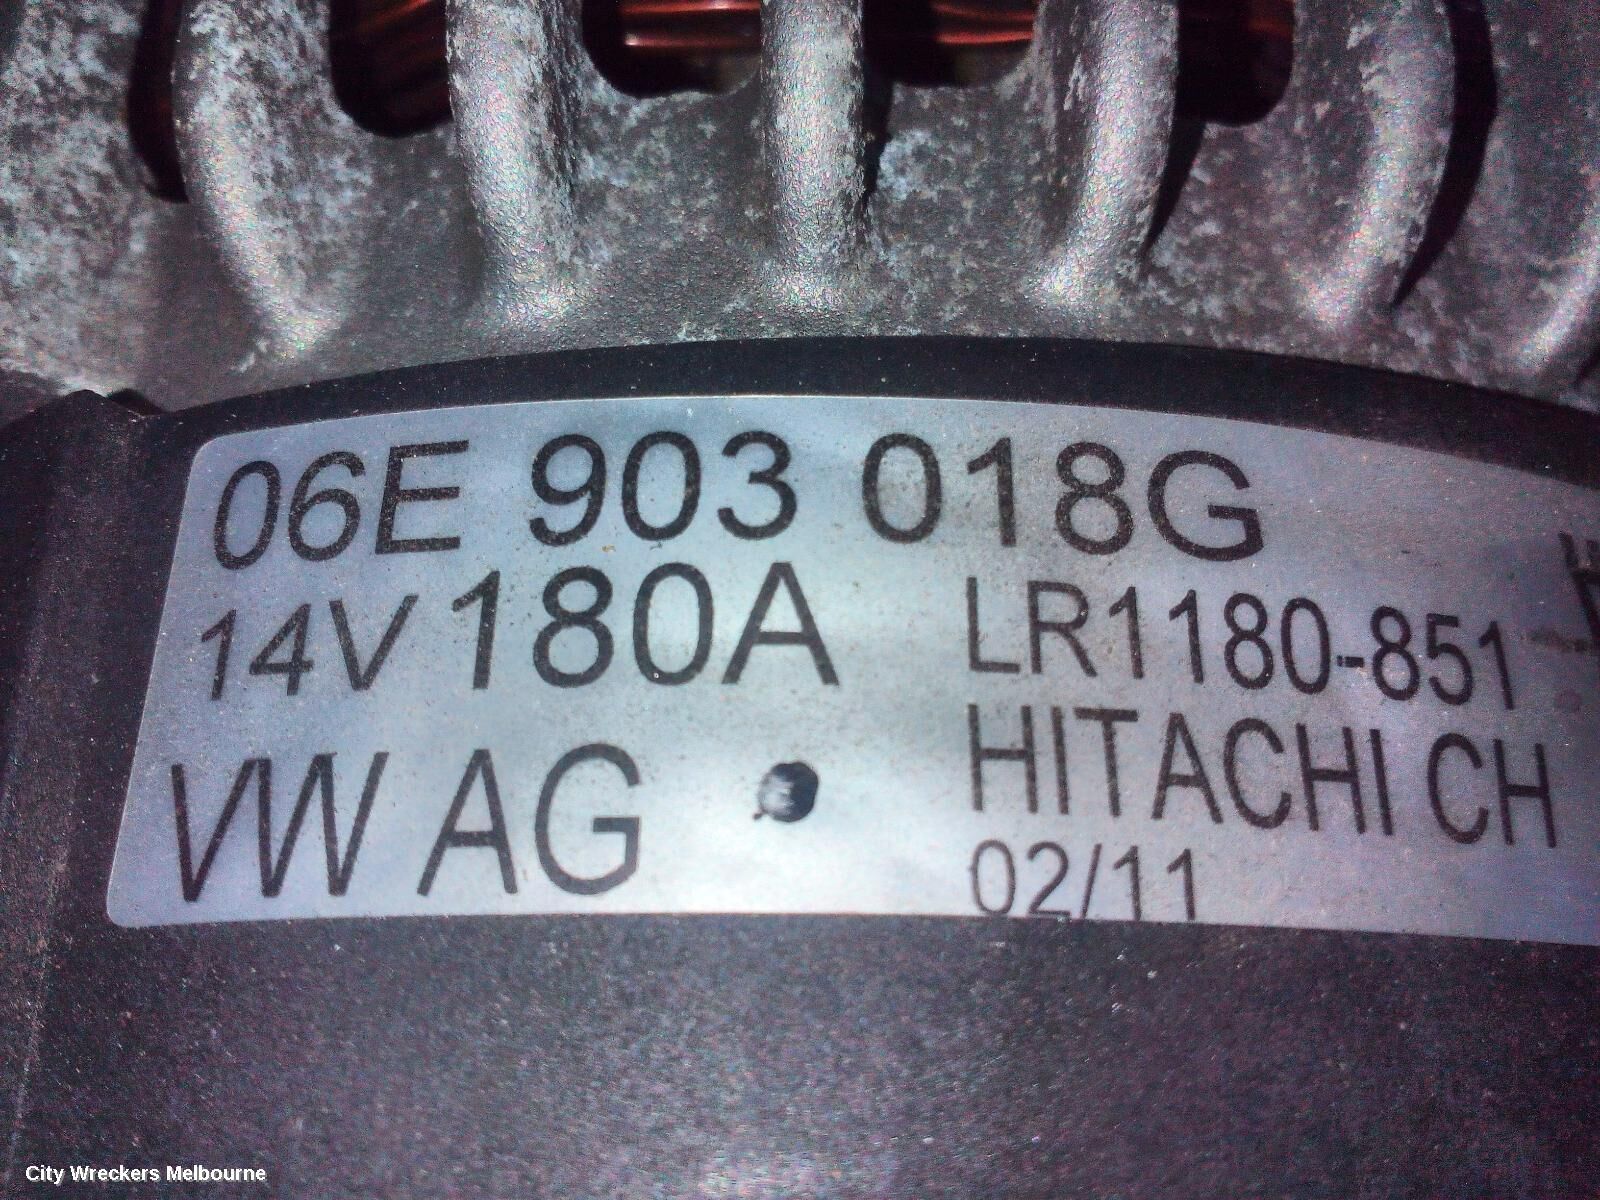 06E 903 018G
14V 180A LR1180-851
VW AG HITACHI CH
02/11
City Wreckers Melbourne